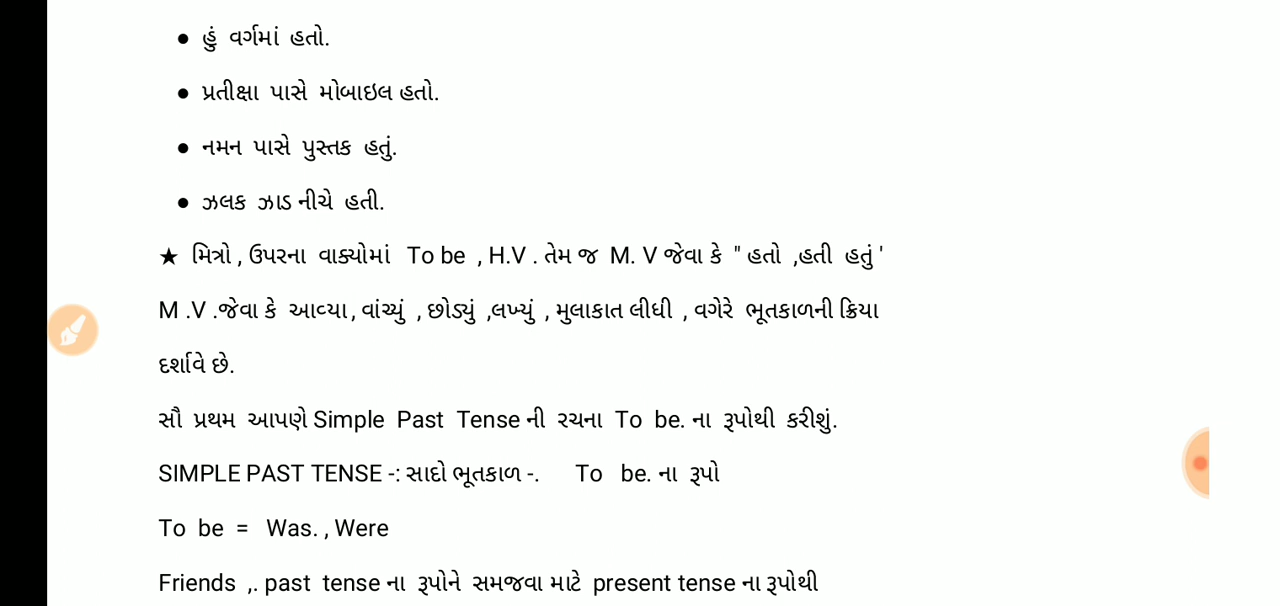 ● હું વર્ગમાં હતો.
● પ્રતીક્ષા પાસે મોબાઇલ હતો.
● નમન પાસે પુસ્તક હતું.
● ઝલક ઝાડ નીચે હતી.
★ મિત્રો , ઉપરના વાક્યોમાં To be , H.V . તેમ જ M. V જેવા કે " હતો ,હતી હતું '
M .V .જેવા કે આવ્યા , વાંચ્યું , છોડ્યું ,લખ્યું , મુલાકાત લીધી , વગેરે ભૂતકાળની ક્રિયા
દર્શાવે છે.
સૌ પ્રથમ આપણે Simple Past Tense ની રચના To be. ના રૂપોથી કરીશું.
SIMPLE PAST TENSE -: સાદો ભૂતકાળ -. To be. ના રૂપો
To be = Was. , Were
Friends ,. past tense ના રૂપોને સમજવા માટે present tense ના રૂપોથી